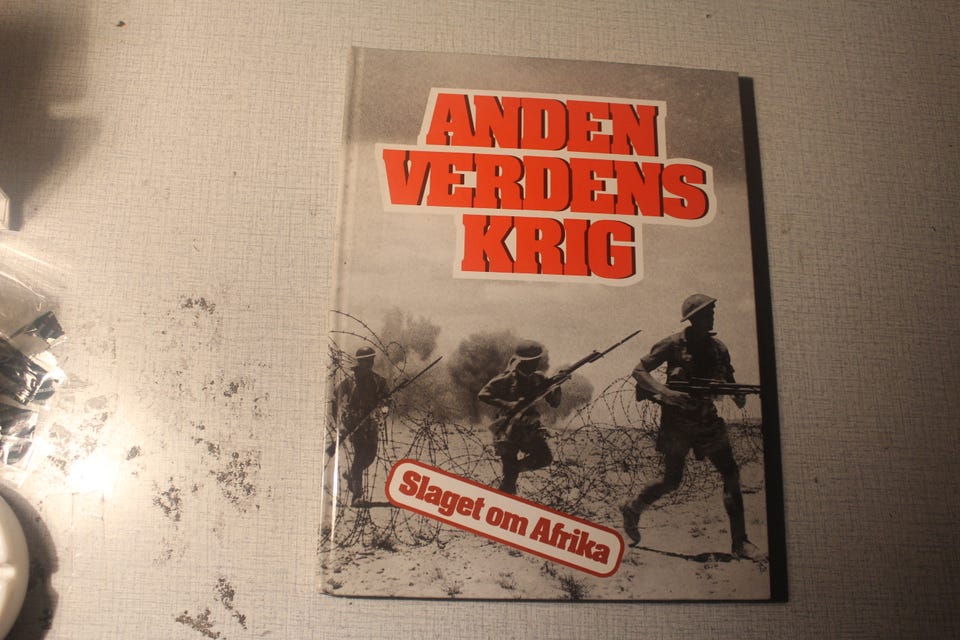 ANDEN
VERDENS
KRIG
Slaget om Afrika